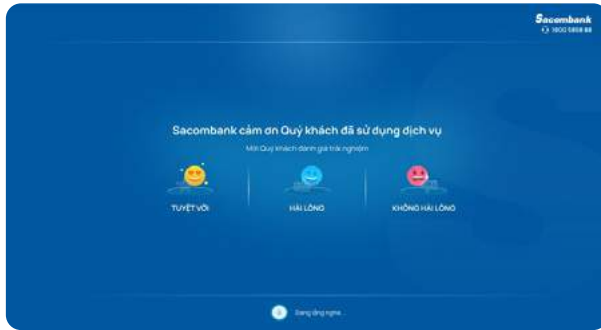 Sacombank
1800 5858 88
Sacombank cảm ơn Quý khách đã sử dụng dịch vụ
Mời Quý khách đánh giá trải nghiệm
TUYỆT VỜI
HÀI LÒNG
KHÔNG HÀI LÒNG
Đang lắng nghe...